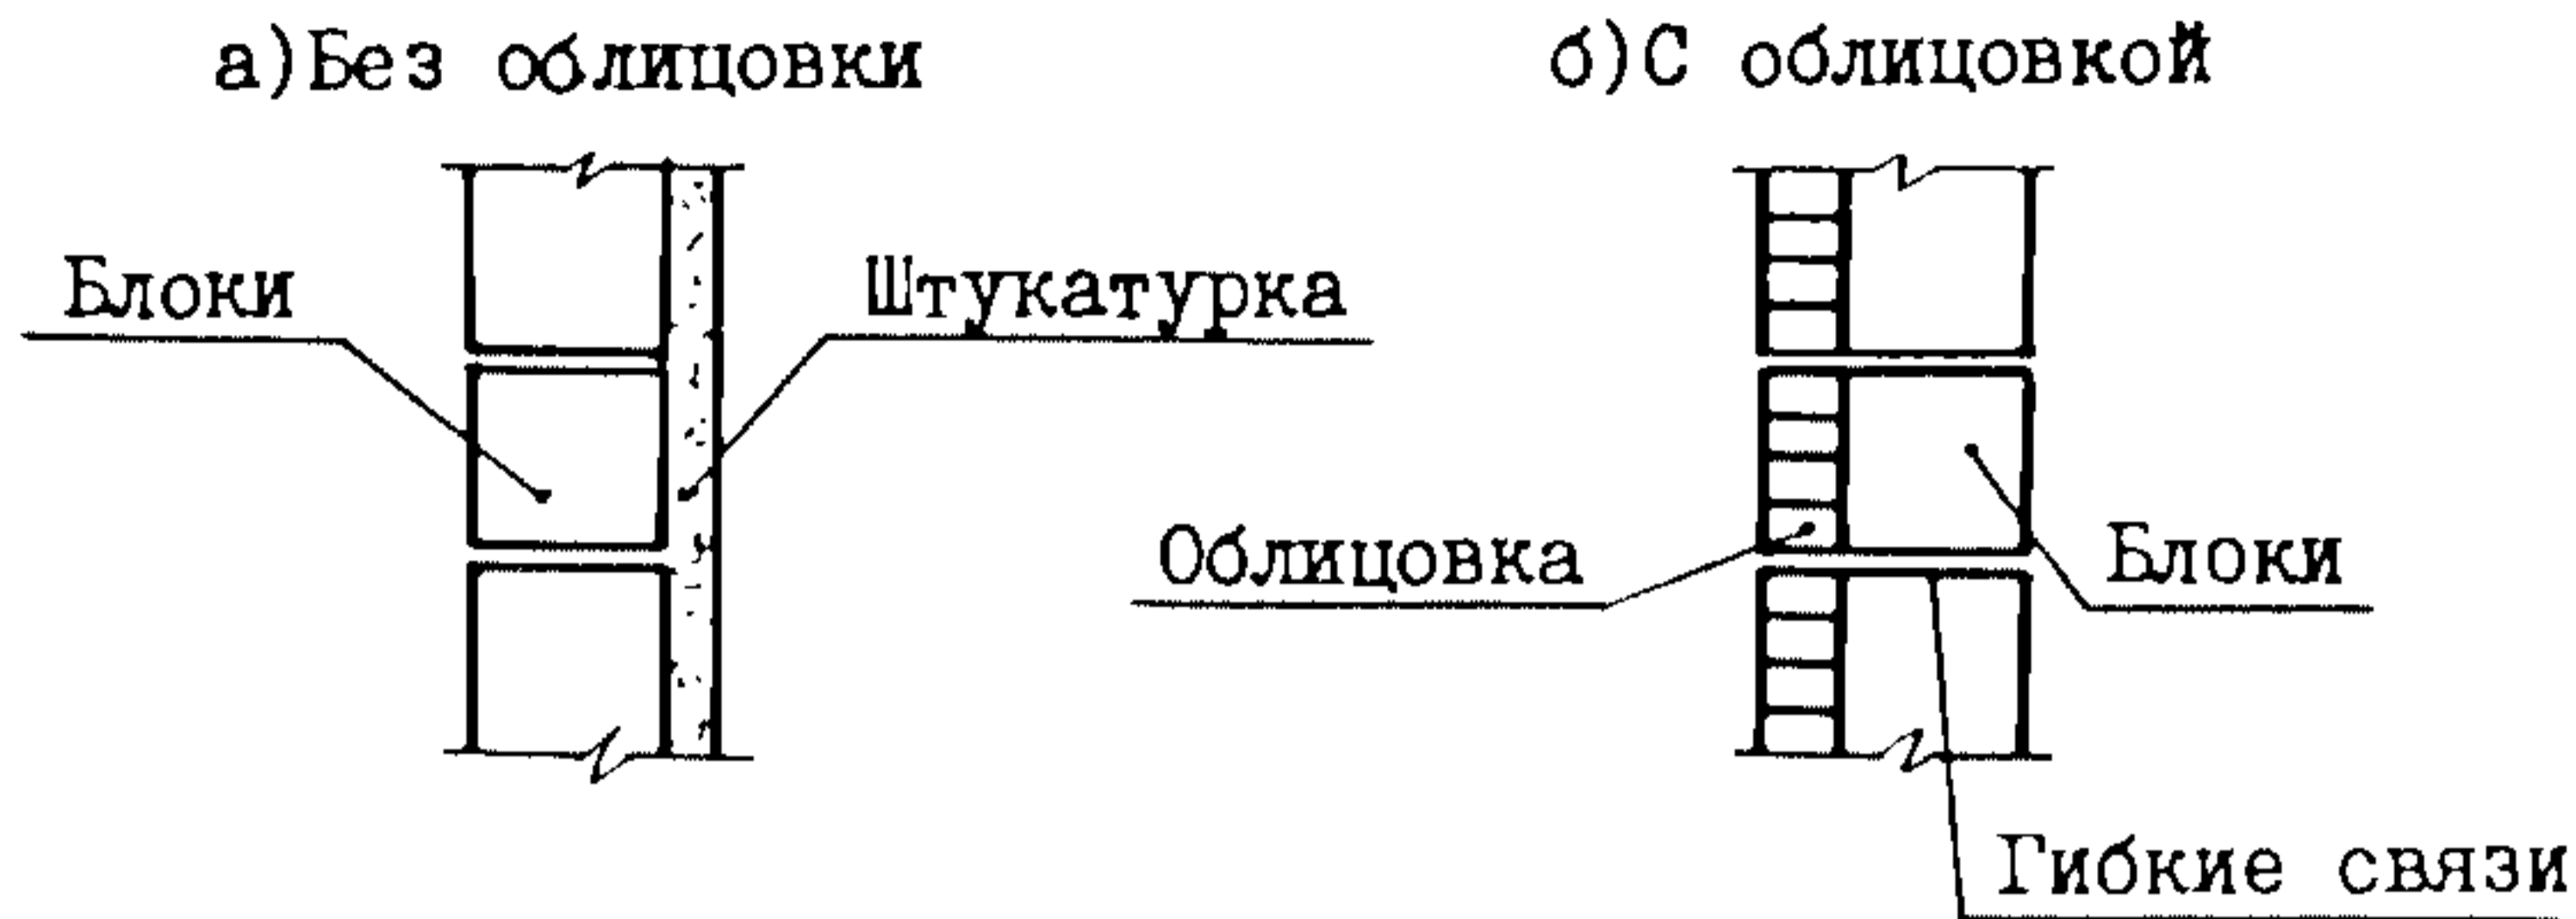 а)Без облицовки
б)С облицовкой
Блоки
Штукатурка
Облицовка
Блоки
Гибкие связи